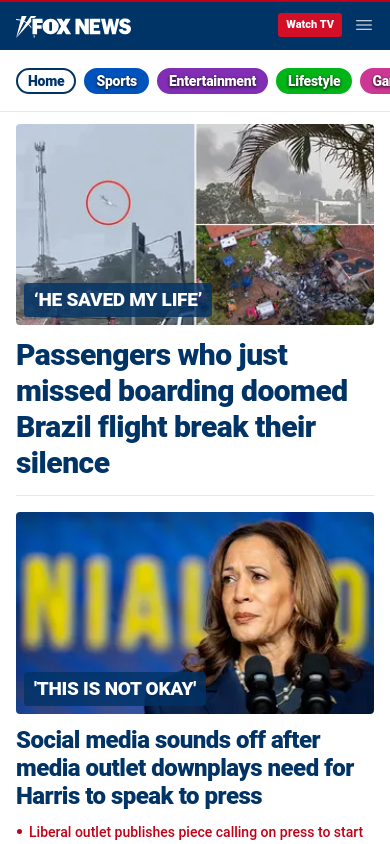 FOX NEWS
Watch TV
Home
Sports
Entertainment
Lifestyle
Ga
‘HE SAVED MY LIFE’
Passengers who just
missed boarding doomed
Brazil flight break their
silence
NIAL O
'THIS IS NOT OKAY'
Social media sounds off after
media outlet downplays need for
Harris to speak to press
• Liberal outlet publishes piece calling on press to start